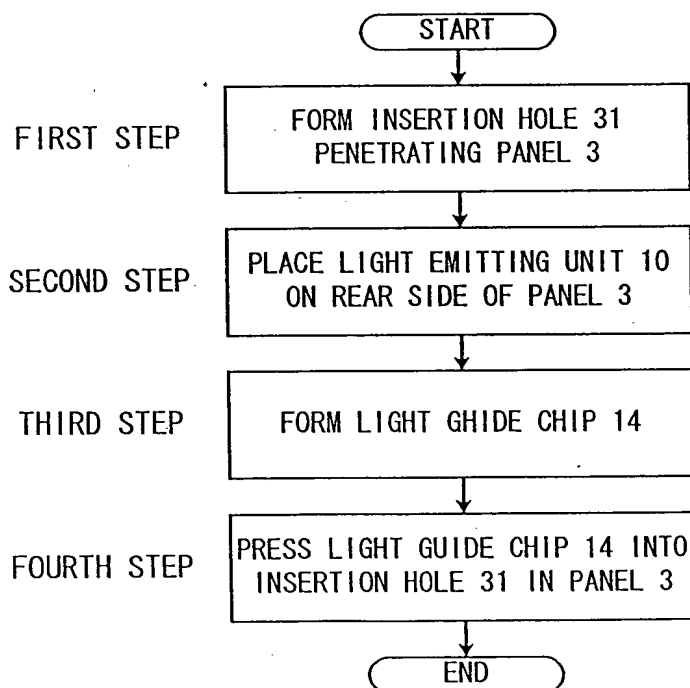 START
FIRST STEP
FORM INSERTION HOLE 31
PENETRATING PANEL 3
SECOND STEP
PLACE LIGHT EMITTING UNIT 10
ON REAR SIDE OF PANEL 3
THIRD STEP
FORM LIGHT GHIDE CHIP 14
FOURTH STEP
PRESS LIGHT GUIDE CHIP 14 INTO
INSERTION HOLE 31 IN PANEL 3
END